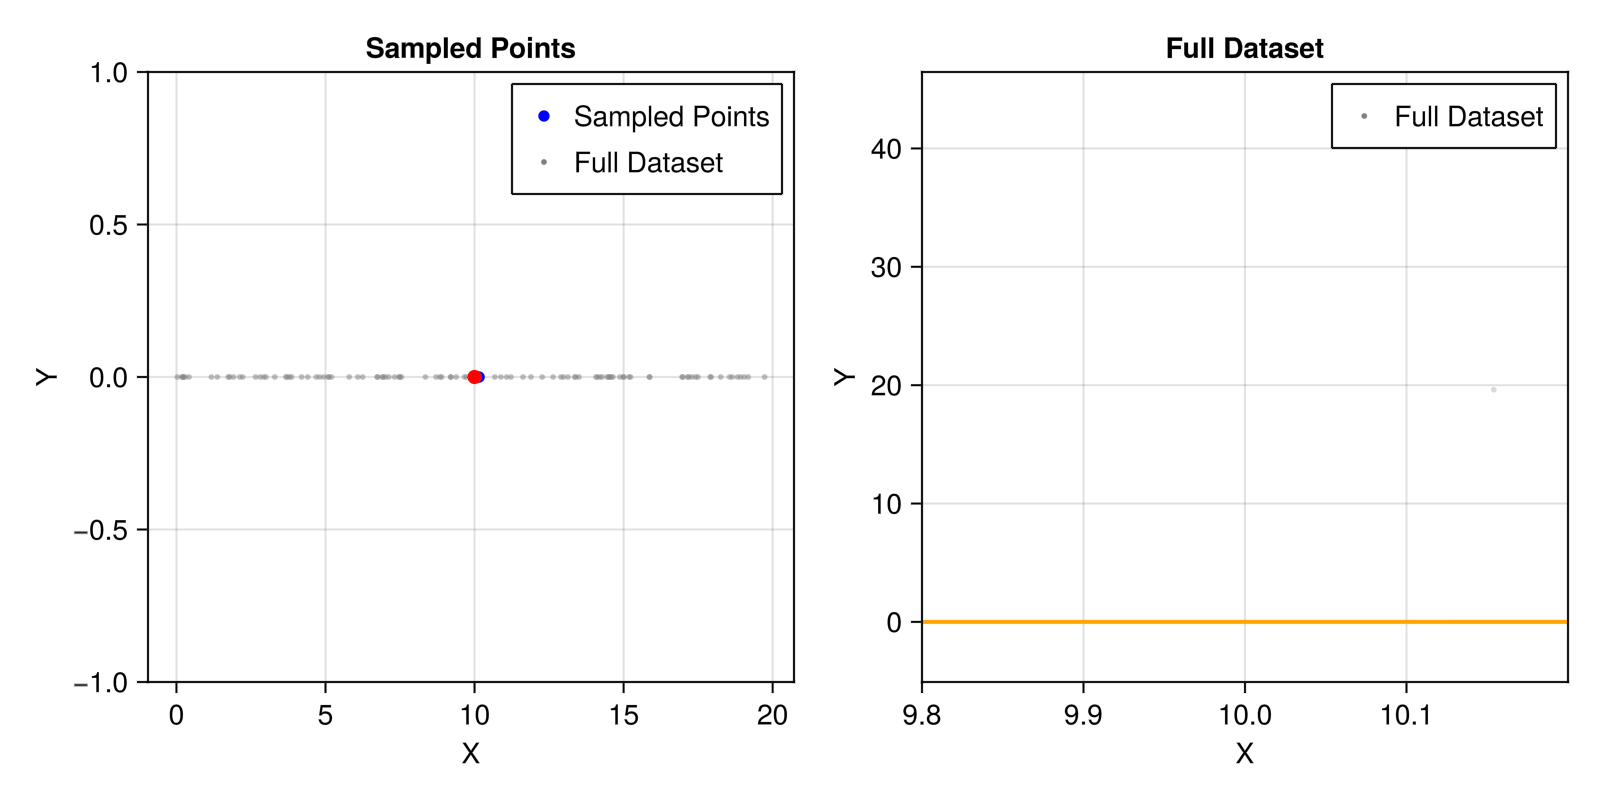 Sampled Points
1.0
0.5
0.0
−0.5
−1.0
Y
0 5 10 15 20
X
Sampled Points
Full Dataset
Full Dataset
40
30
20
10
0
Y
9.8 9.9 10.0 10.1
X
Full Dataset